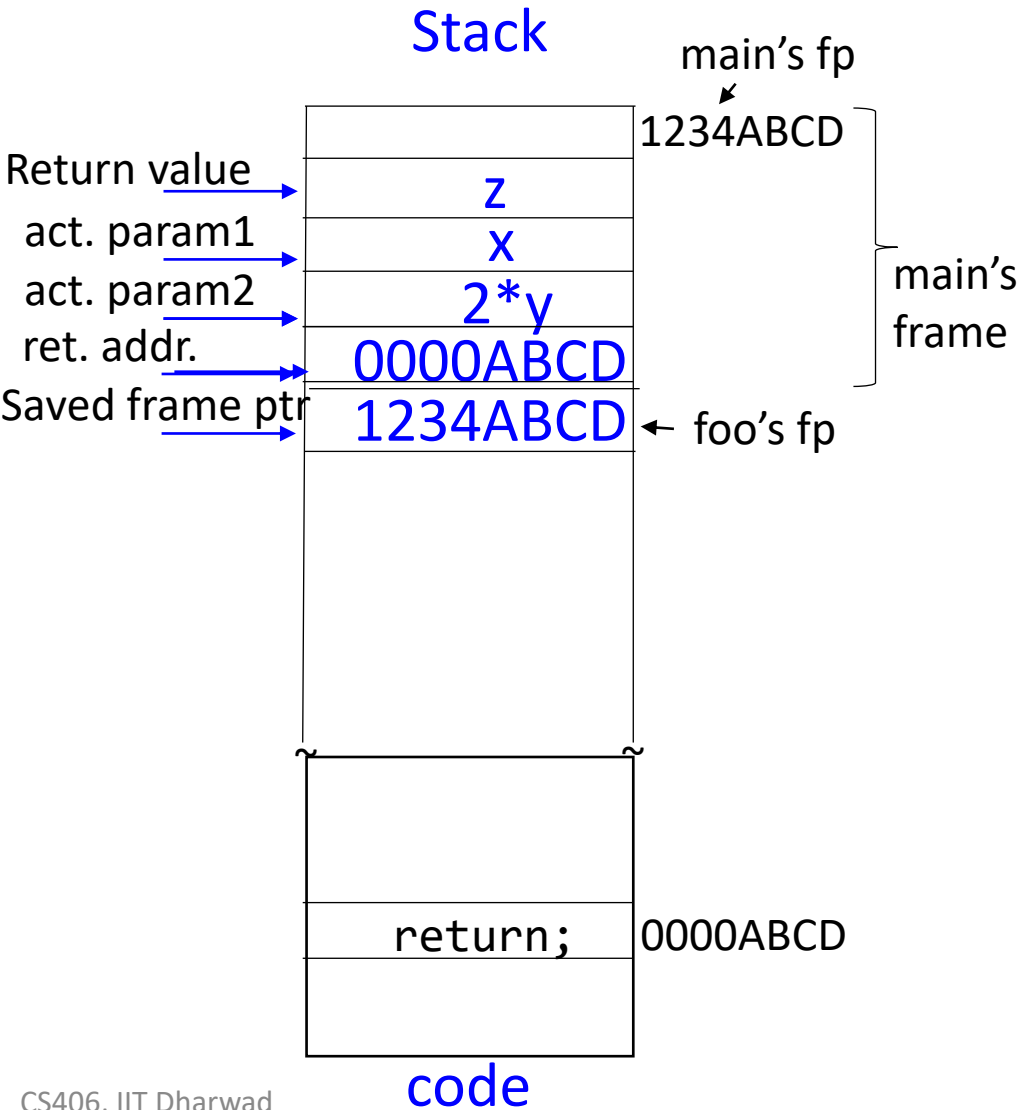 Stack
main's fp
1234ABCD
Return value
z
act. param1
x
act. param2
2*y
main's
frame
ret. addr.
0000ABCD
Saved frame ptr
1234ABCD
foo's fp
~ ~
return;
0000ABCD
code
CS406, IIT Dharwad